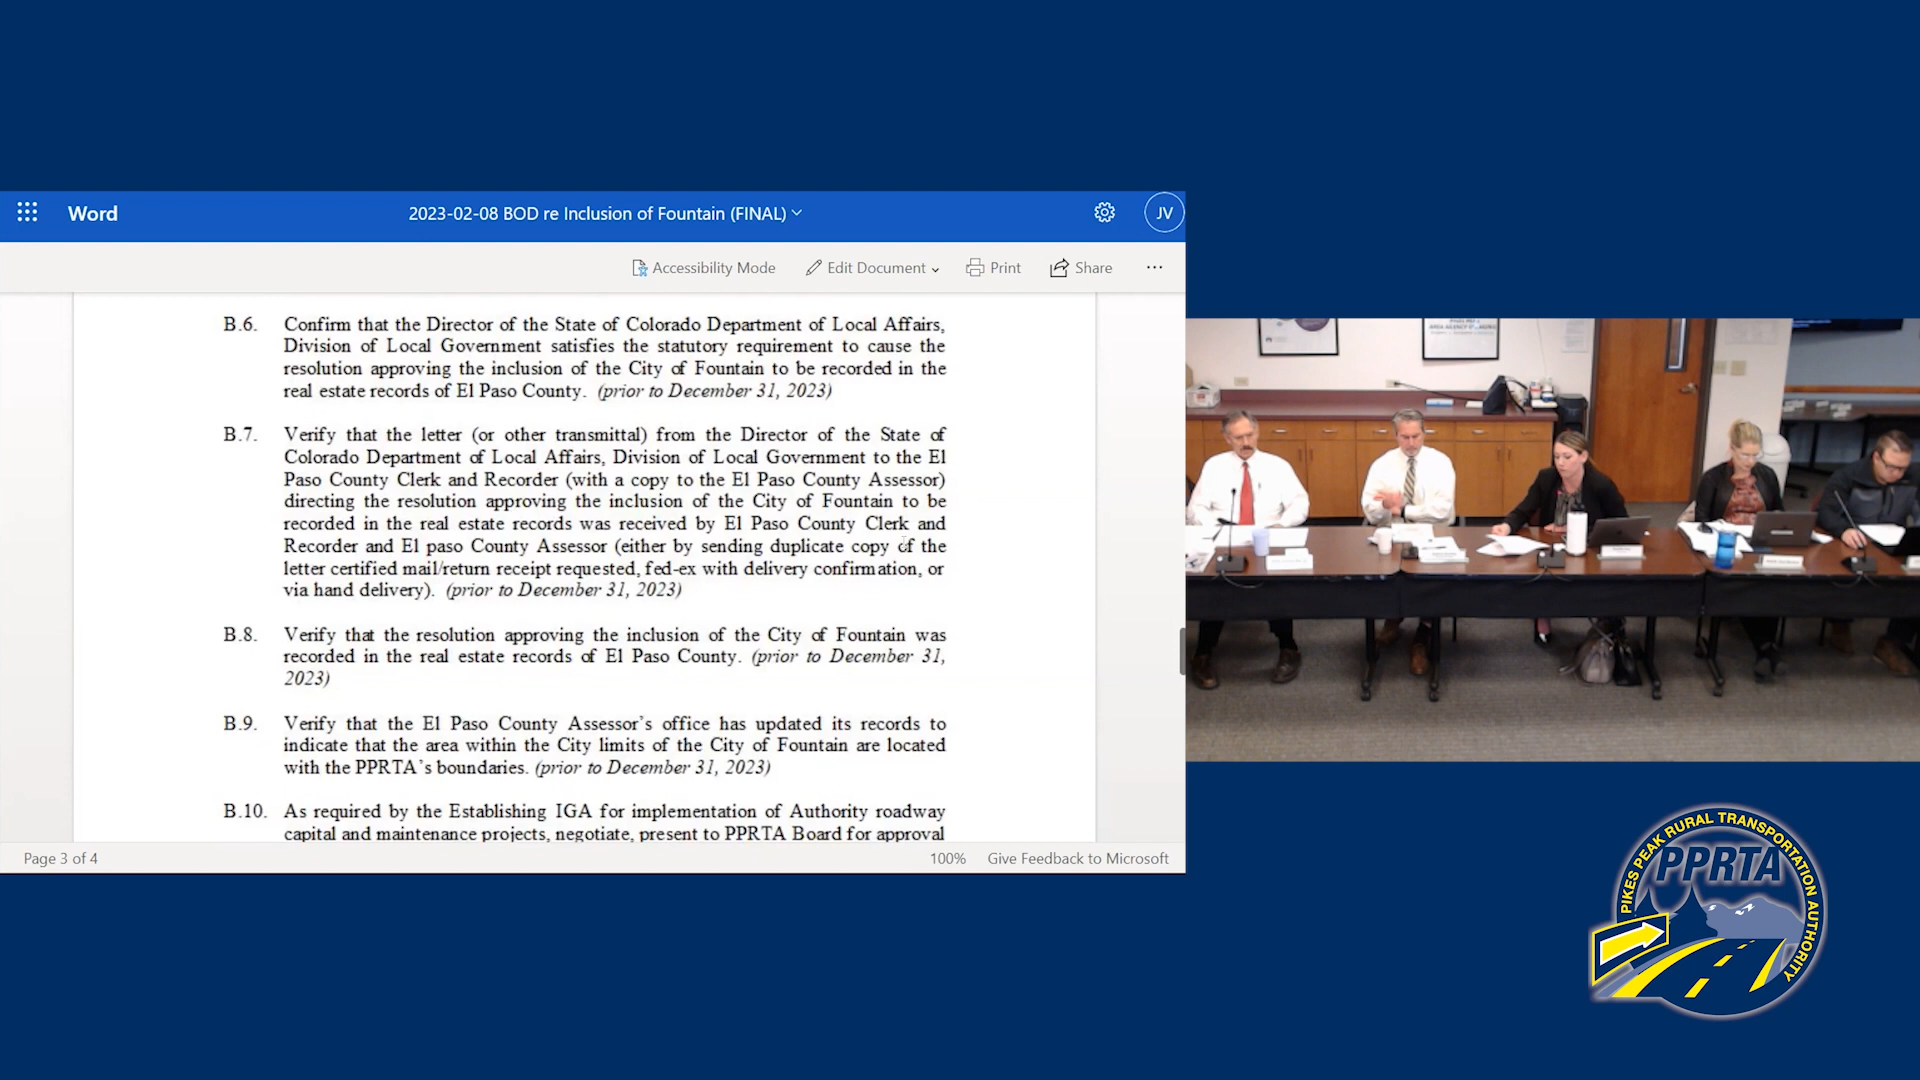 Word
2023-02-08 BOD re Inclusion of Fountain (FINAL)
JV
Accessibility Mode
Edit Document
Print
Share
B.6. Confirm that the Director of the State of Colorado Department of Local Affairs,
Division of Local Government satisfies the statutory requirement to cause the
resolution approving the inclusion of the City of Fountain to be recorded in the
real estate records of El Paso County. (prior to December 31, 2023)
B.7. Verify that the letter (or other transmittal) from the Director of the State of
Colorado Department of Local Affairs, Division of Local Government to the El
Paso County Clerk and Recorder (with a copy to the El Paso County Assessor)
directing the resolution approving the inclusion of the City of Fountain to be
recorded in the real estate records was received by El Paso County Clerk and
Recorder and El paso County Assessor (either by sending duplicate copy of the
letter certified mail/return receipt requested, fed-ex with delivery confirmation, or
via hand delivery). (prior to December 31, 2023)
B.8. Verify that the resolution approving the inclusion of the City of Fountain was
recorded in the real estate records of El Paso County. (prior to December 31,
2023)
B.9. Verify that the El Paso County Assessor's office has updated its records to
indicate that the area within the City limits of the City of Fountain are located
with the PPRTA's boundaries. (prior to December 31, 2023)
B.10. As required by the Establishing IGA for implementation of Authority roadway
capital and maintenance projects, negotiate, present to PPRTA Board for approval
Page 3 of 4
100%
Give Feedback to Microsoft
AREA AGENCY ON AGING
PIKES PEAK RURAL TRANSPORTATION AUTHORITY
PPRTA